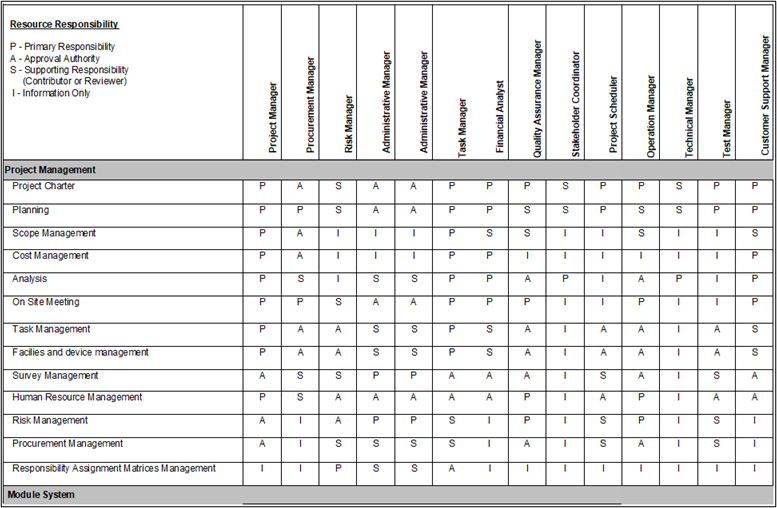 Resource Responsibility
P - Primary Responsibility
A - Approval Authority
S - Supporting Responsibility
(Contributor or Reviewer)
I - Information Only
Project Manager
Procurement Manager
Risk Manager
Administrative Manager
Administrative Manager
Task Manager
Financial Analyst
Quality Assurance Manager
Stakeholder Coordinator
Project Scheduler
Operation Manager
Technical Manager
Test Manager
Customer Support Manager
Project Management
Project Charter P A S A A P P P S P P S P P
Planning P P S A A P P S S P S S P P
Scope Management P A I I I P S S I I S I I S
Cost Management P A I I I P P I I I I I I P
Analysis P S I S S P P A P I A P I P
On Site Meeting P P S A A P P P I I P I I P
Task Management P A A S S P S A I A A I A S
Facilies and device management P A A S S P S A I A A I A S
Survey Management A S S P P A A A I S A I S A
Human Resource Management P S A A A A A P I A P I A A
Risk Management A I A P P S I P I S P I S I
Procurement Management A I S S S S I A I S A I S I
Responsibility Assignment Matrices Management I I P S S A I I I I I I I I
Module System